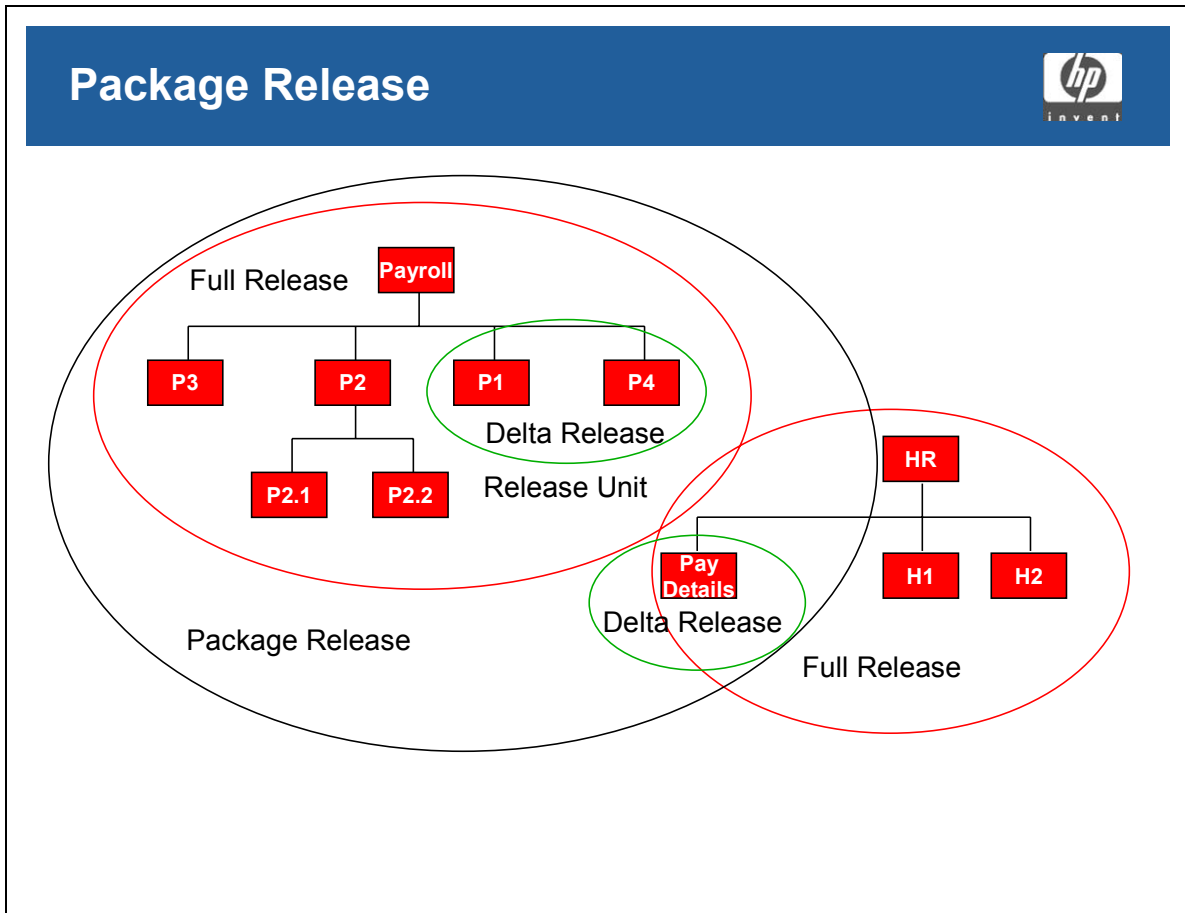 Package Release
hp
invent
Full Release
Payroll
P3
P2
P1
P4
Delta Release
P2.1
P2.2
Release Unit
HR
Pay
Details
H1
H2
Delta Release
Package Release
Full Release